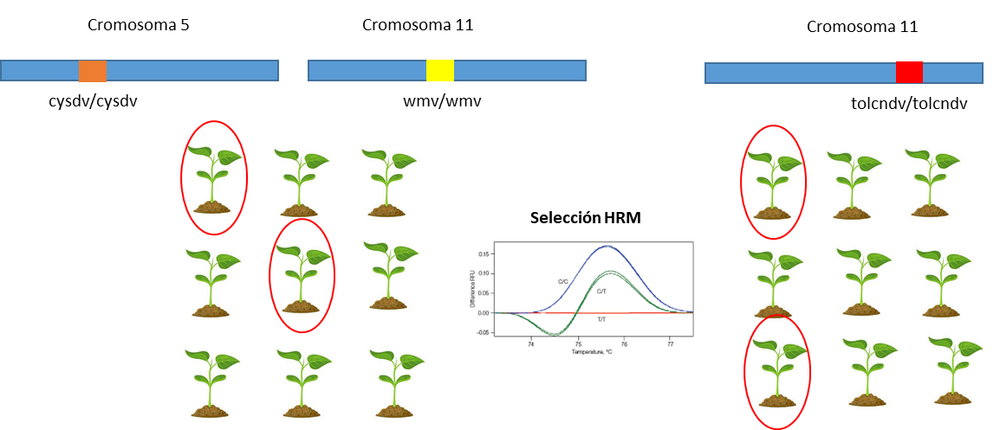 Cromosoma 5
Cromosoma 11
Cromosoma 11
cysdv/cysdv
wmv/wmv
tolcndv/tolcndv
Selección HRM
Difference RFU
0.15
0.10
0.05
0.00
-0.05
C/C
C/T
T/T
74
75
76
77
Temperature, °C